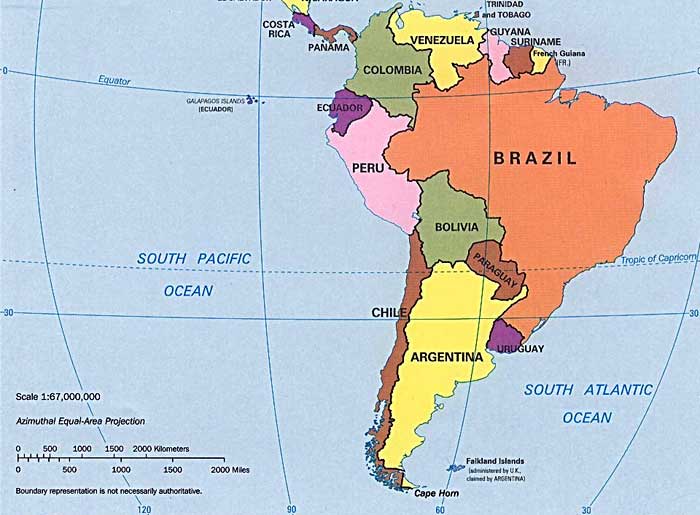 TRINIDAD
and TOBAGO
COSTA
RICA
PANAMA
VENEZUELA
GUYANA
SURINAME
French Guiana
(FR.)
COLOMBIA
0
Equator
0
GALAPAGOS ISLANDS
(ECUADOR)
ECUADOR
PERU
BRAZIL
BOLIVIA
SOUTH PACIFIC
OCEAN
PARAGUAY
Tropic of Capricorn
30
CHILE
30
ARGENTINA
URUGUAY
SOUTH ATLANTIC
OCEAN
Scale 1:67,000,000
Azimuthal Equal-Area Projection
0 500 1000 1500 2000 Kilometers
0 500 1000 1500 2000 Miles
Boundary representation is not necessarily authoritative.
Falkland Islands
(administered by U.K.,
claimed by ARGENTINA)
Cape Horn
120
90
60
30